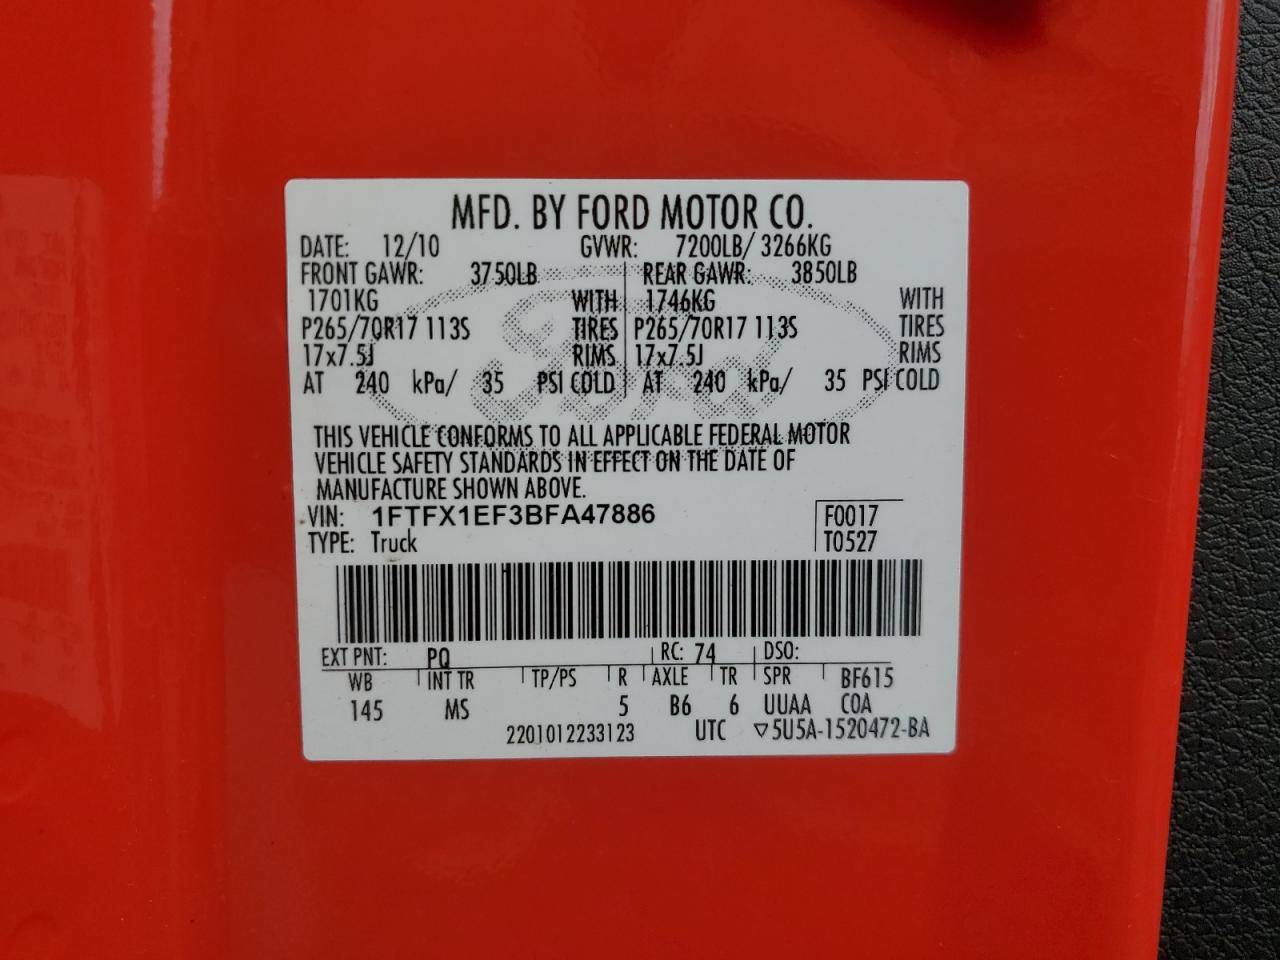 MFD. BY FORD MOTOR CO.
DATE: 12/10 GVWR: 7200LB/ 3266KG
FRONT GAWR: 3750LB REAR GAWR: 3850LB
1701KG WITH 1746KG WITH
P265/70R17 113S TIRES P265/70R17 113S TIRES
17x7.5J RIMS 17x7.5J RIMS
AT 240 kPa/ 35 PSI COLD AT 240 kPa/ 35 PSI COLD
Ford
THIS VEHICLE CONFORMS TO ALL APPLICABLE FEDERAL MOTOR
VEHICLE SAFETY STANDARDS IN EFFECT ON THE DATE OF
MANUFACTURE SHOWN ABOVE.
VIN: 1FTFX1EF3BFA47886 F0017
TYPE: Truck T0527
EXT PNT: PQ RC: 74 DSO:
WB INT TR TP/PS R AXLE TR SPR BF615
145 MS 5 B6 6 UUAA COA
2201012233123 UTC ▽5U5A-1520472-BA